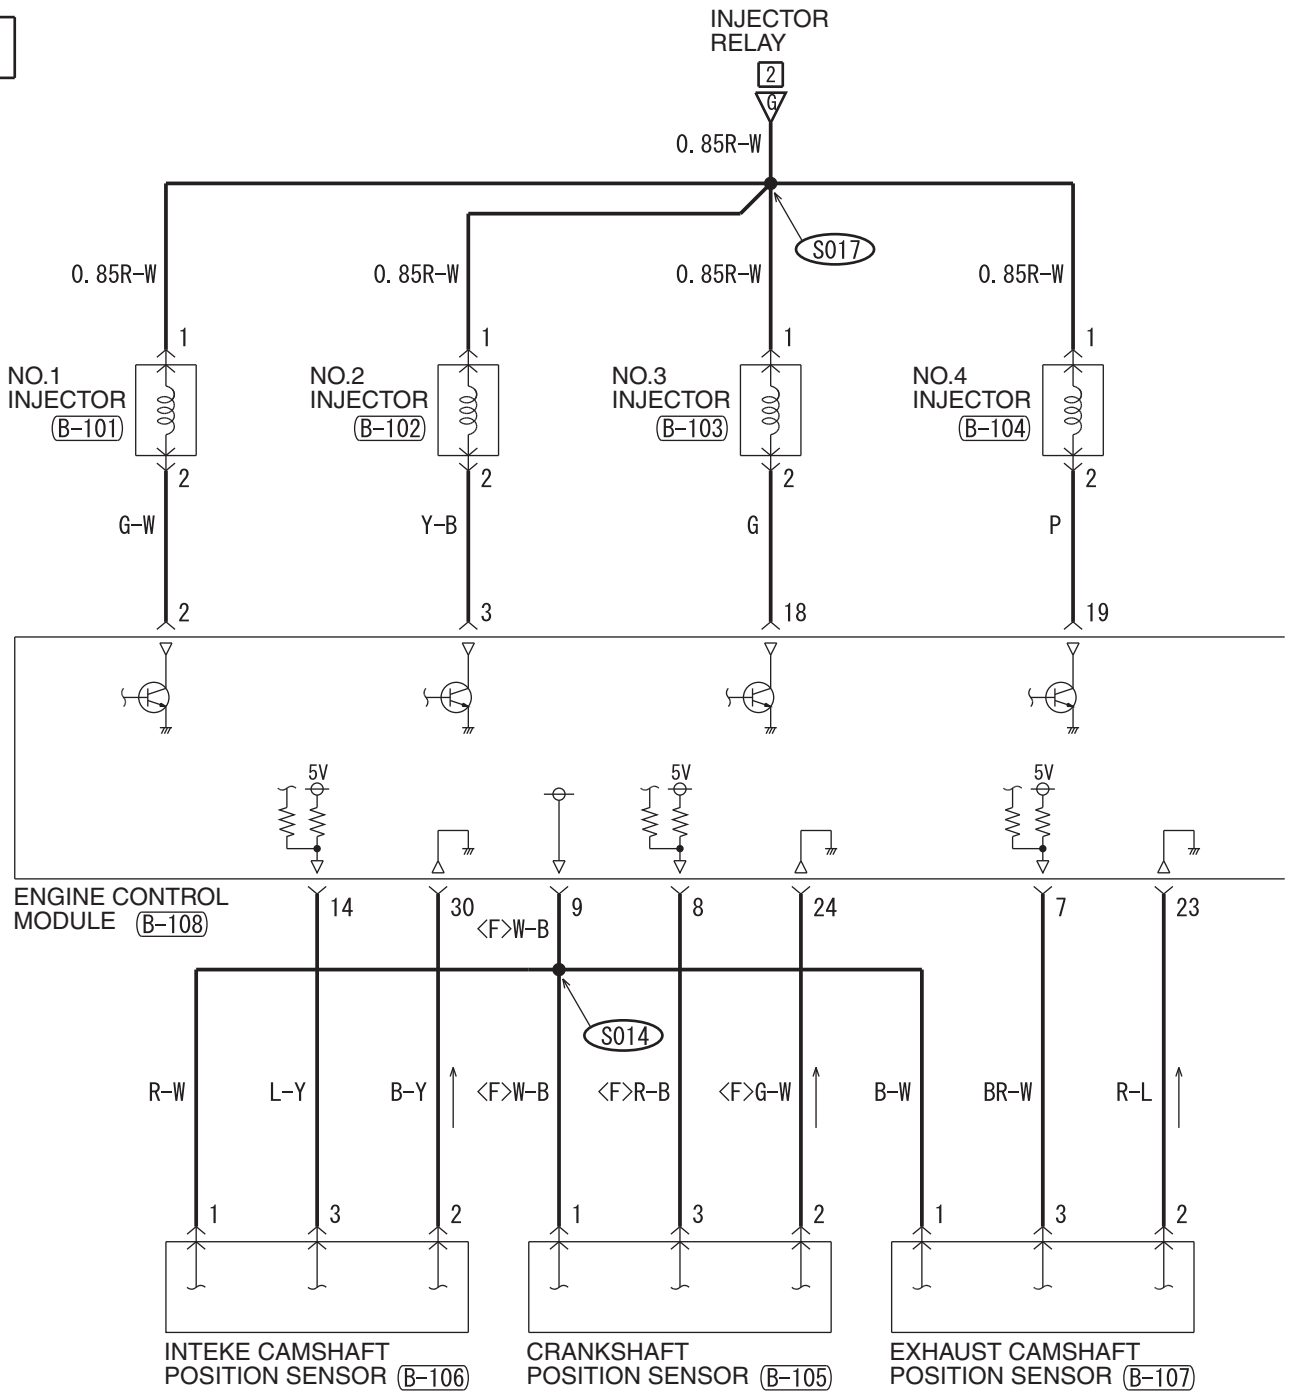 INJECTOR
RELAY
2
G
0.85R-W
S017
0.85R-W 0.85R-W 0.85R-W 0.85R-W
1 1 1 1
NO.1
INJECTOR
B-101
NO.2
INJECTOR
B-102
NO.3
INJECTOR
B-103
NO.4
INJECTOR
B-104
2 2 2 2
G-W Y-B G P
2 3 18 19
5V 5V 5V
ENGINE CONTROL
MODULE B-108
14 30 9 8 24 7 23
<F>W-B
S014
R-W L-Y B-Y <F>W-B <F>R-B <F>G-W B-W BR-W R-L
1 3 2 1 3 2 1 3 2
INTEKE CAMSHAFT
POSITION SENSOR B-106
CRANKSHAFT
POSITION SENSOR B-105
EXHAUST CAMSHAFT
POSITION SENSOR B-107